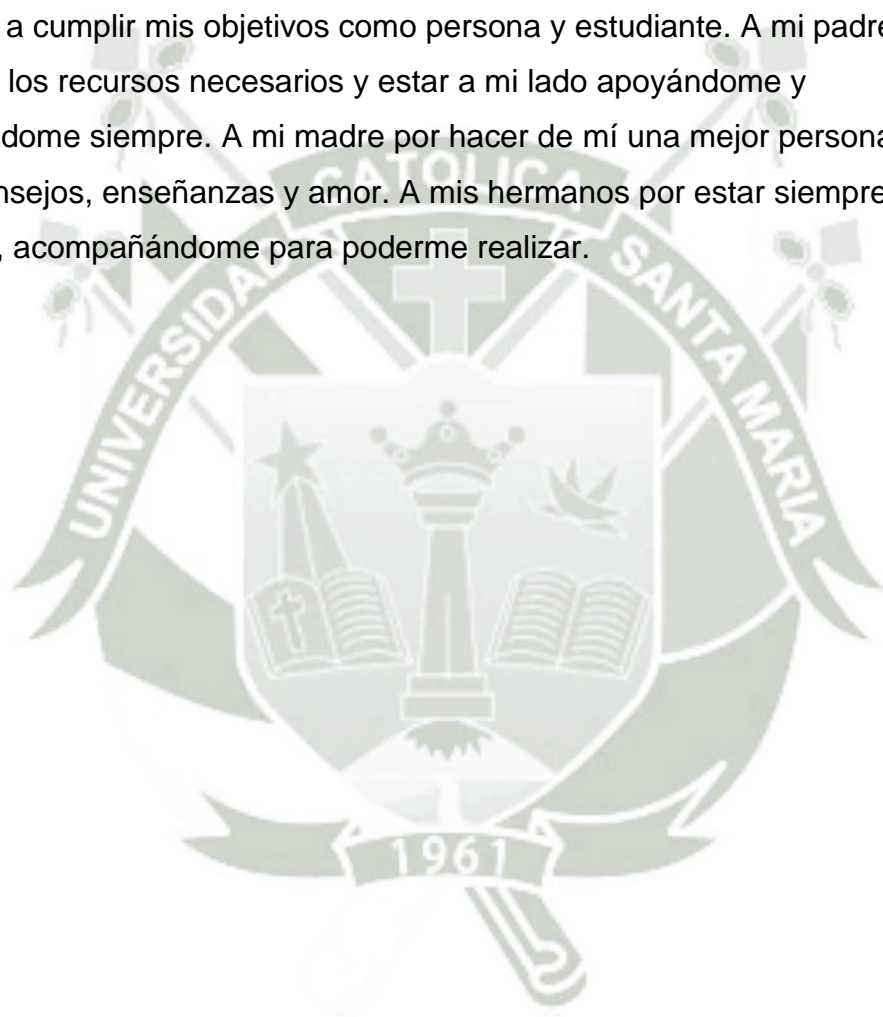 a cumplir mis objetivos como persona y estudiante. A mi padre
los recursos necesarios y estar a mi lado apoyándome y
dome siempre. A mi madre por hacer de mí una mejor persona
nsejos, enseñanzas y amor. A mis hermanos por estar siempre
, acompañándome para poderme realizar.
UNIVERSIDAD CATOLICA SANTA MARIA
1961